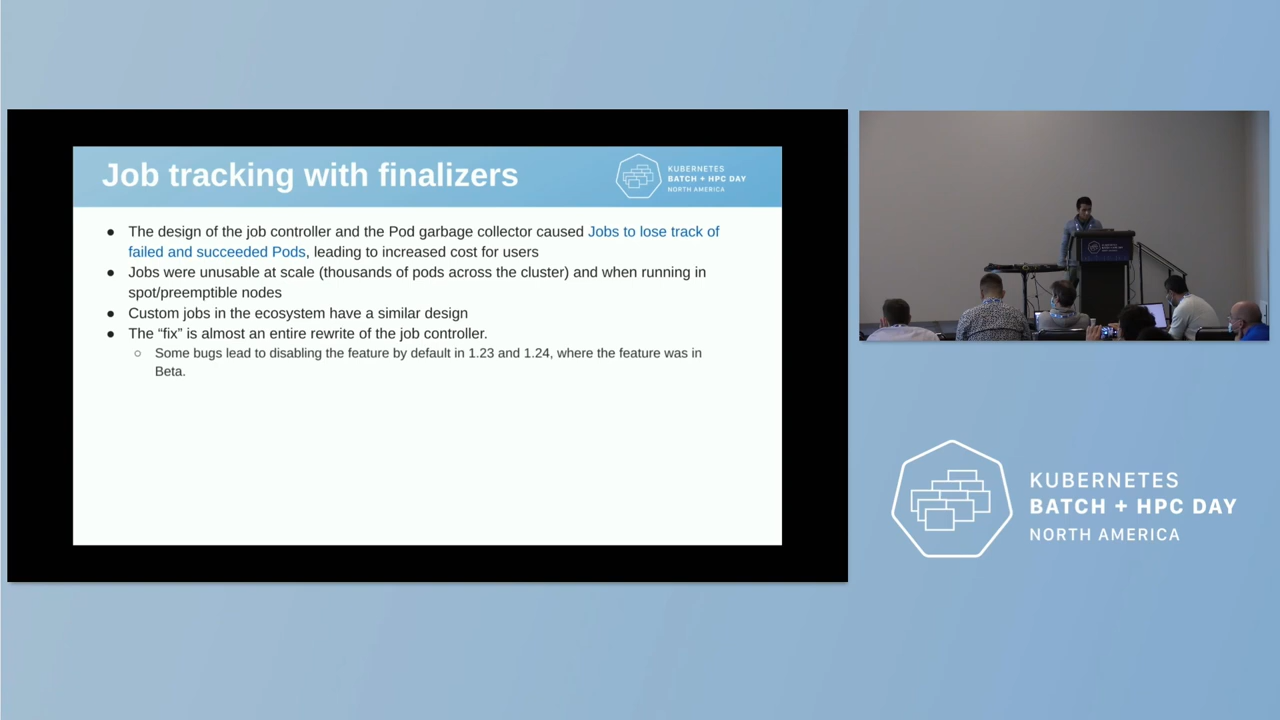 Job tracking with finalizers
KUBERNETES
BATCH + HPC DAY
NORTH AMERICA
● The design of the job controller and the Pod garbage collector caused Jobs to lose track of
failed and succeeded Pods, leading to increased cost for users
● Jobs were unusable at scale (thousands of pods across the cluster) and when running in
spot/preemptible nodes
● Custom jobs in the ecosystem have a similar design
● The “fix” is almost an entire rewrite of the job controller.
○ Some bugs lead to disabling the feature by default in 1.23 and 1.24, where the feature was in
Beta.
KUBERNETES
BATCH + HPC DAY
NORTH AMERICA